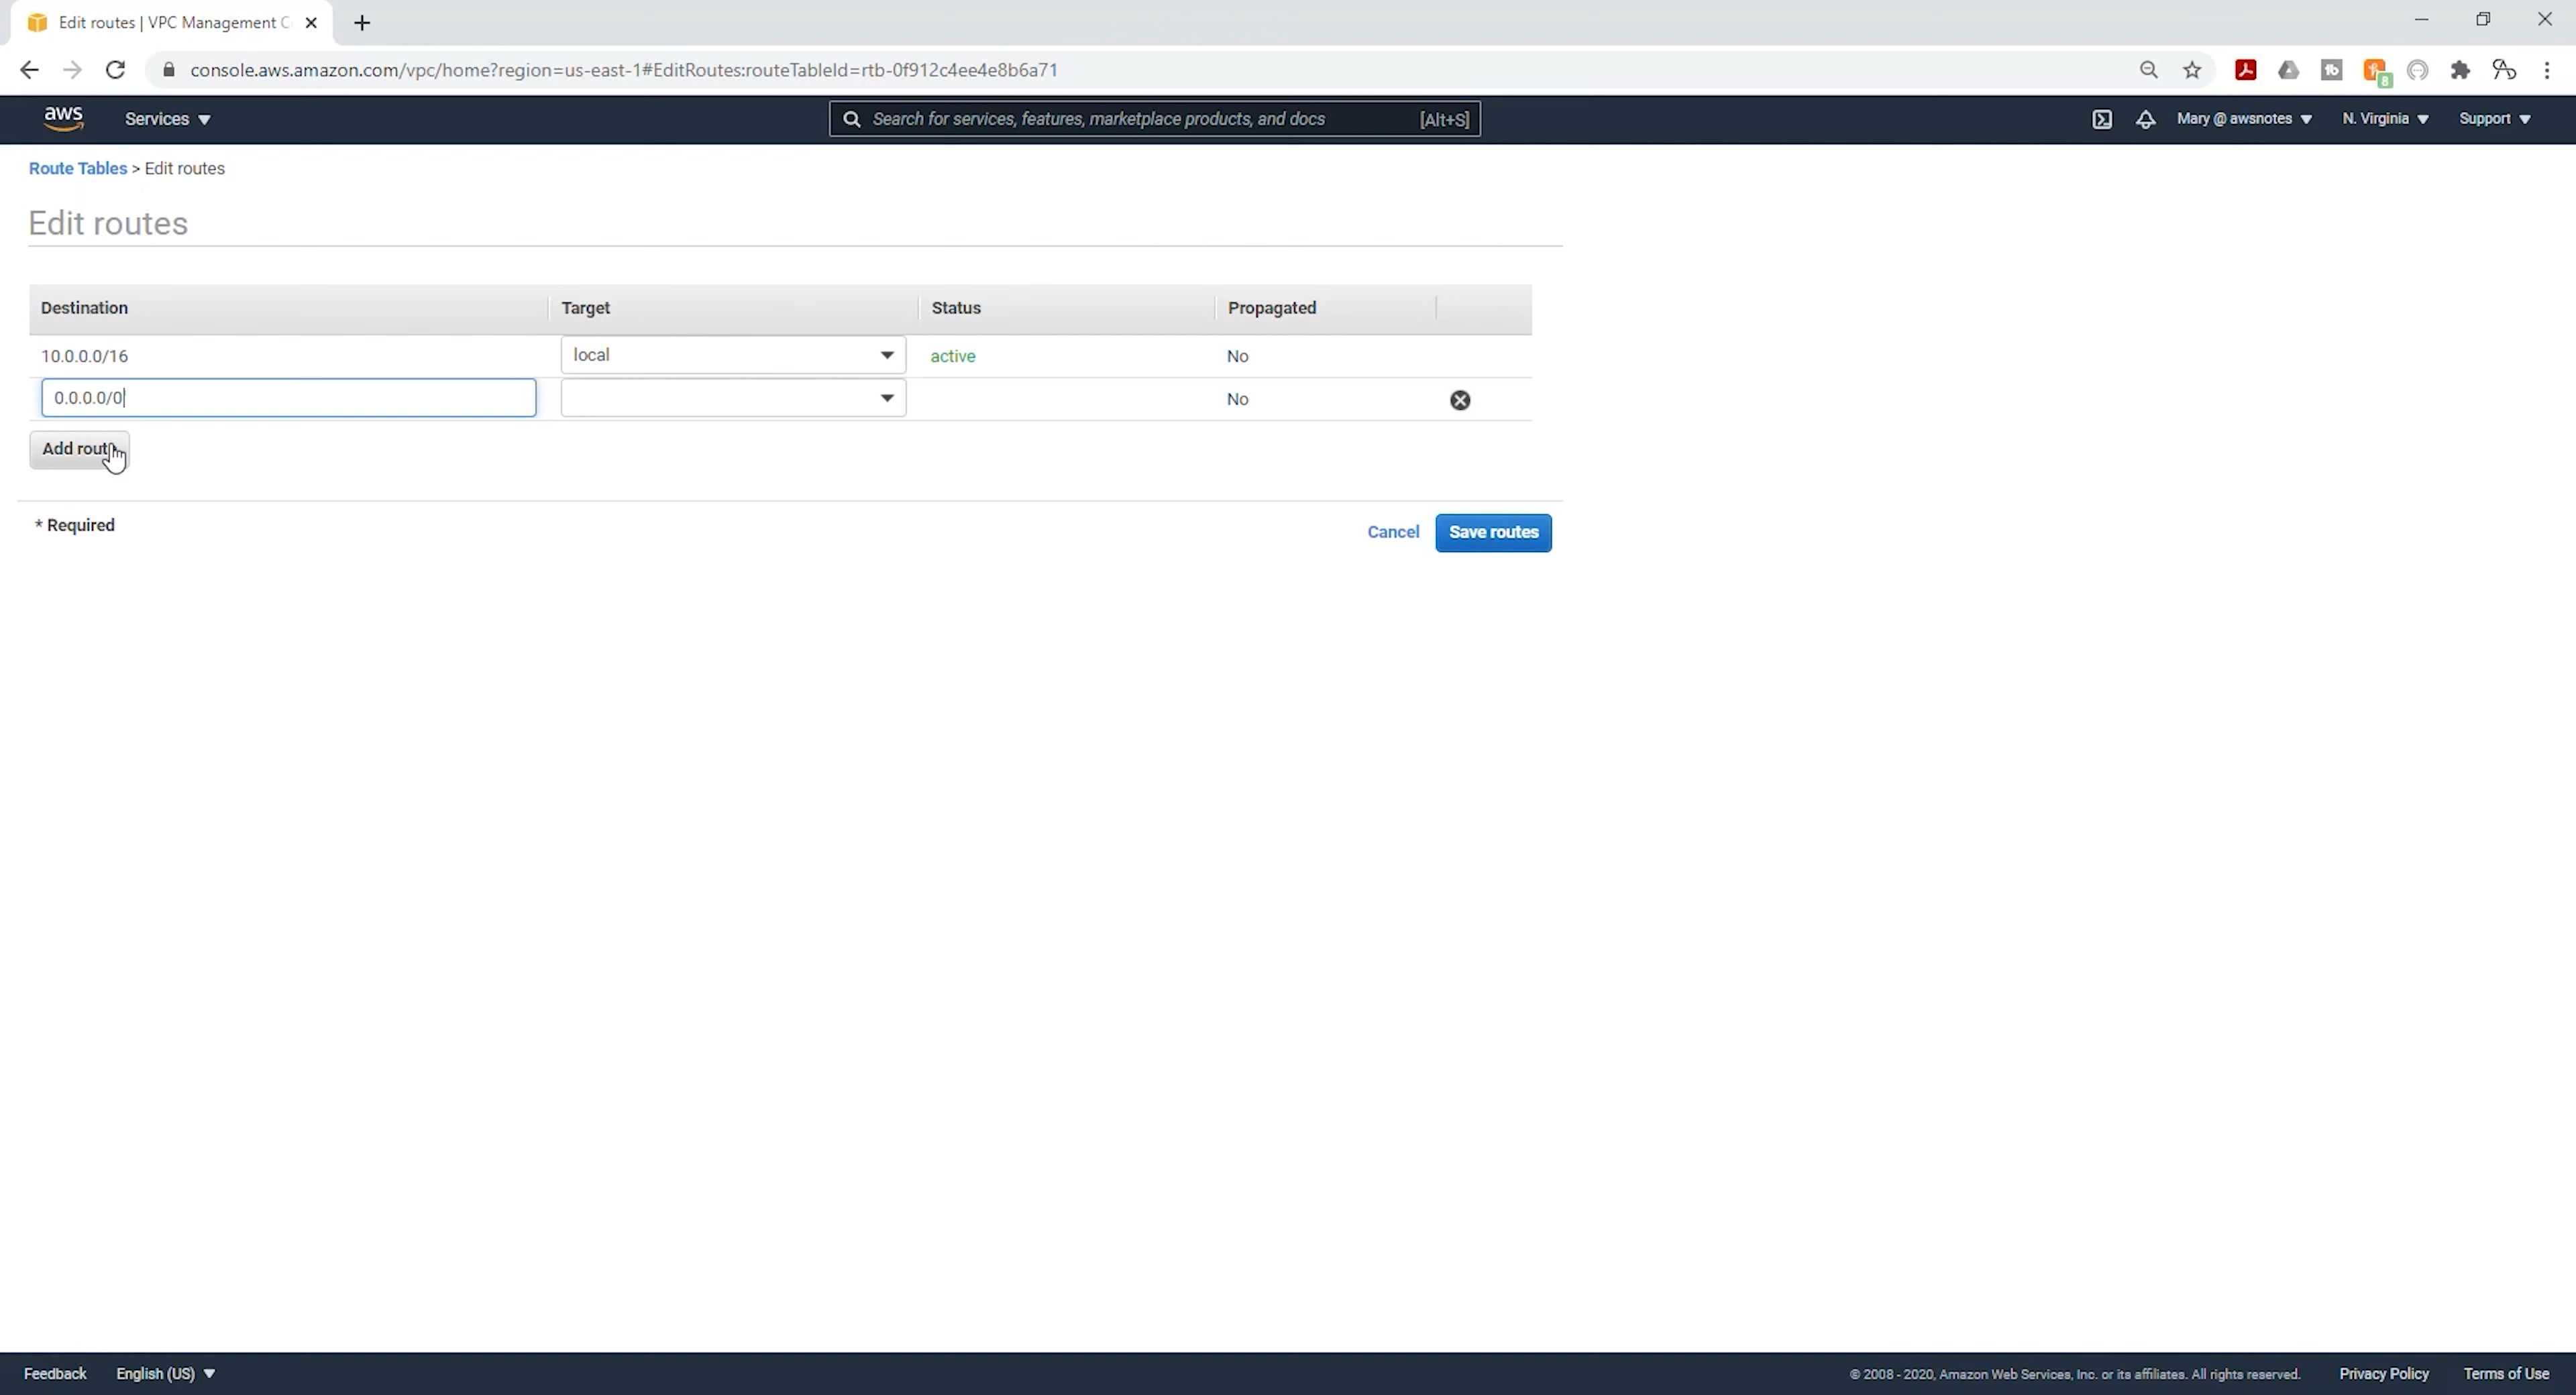 Edit routes | VPC Management C
console.aws.amazon.com/vpc/home?region=us-east-1#EditRoutes:routeTableId=rtb-0f912c4ee4e8b6a71
8
aws Services Search for services, features, marketplace products, and docs [Alt+S] Mary @ awsnotes N. Virginia Support
Route Tables > Edit routes
Edit routes
Destination Target Status Propagated
10.0.0.0/16 local active No
0.0.0.0/0 No
Add rout
* Required Cancel Save routes
Feedback English (US) © 2008 - 2020, Amazon Web Services, Inc. or its affiliates. All rights reserved. Privacy Policy Terms of Use